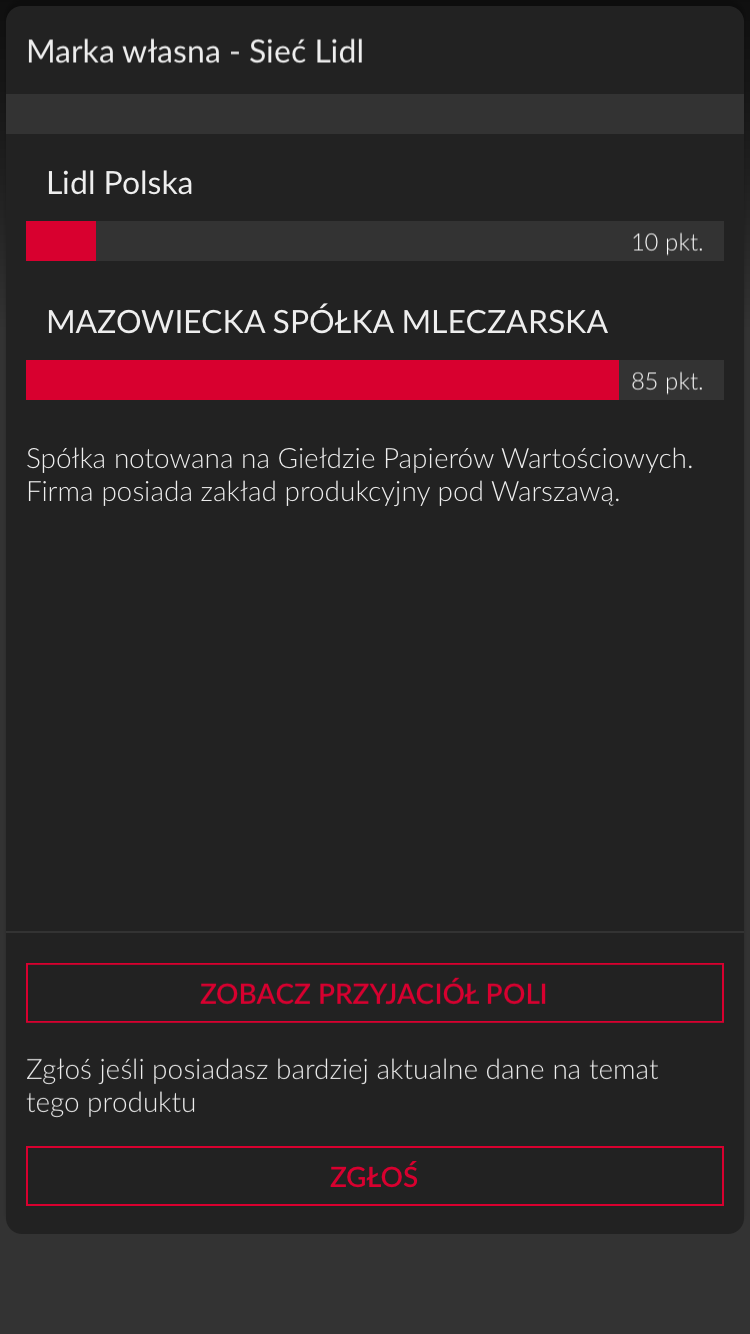 Marka własna - Sieć Lidl
Lidl Polska
10 pkt.
MAZOWIECKA SPÓŁKA MLECZARSKA
85 pkt.
Spółka notowana na Giełdzie Papierów Wartościowych.
Firma posiada zakład produkcyjny pod Warszawą.
ZOBACZ PRZYJACIÓŁ POLI
Zgłoś jeśli posiadasz bardziej aktualne dane na temat
tego produktu
ZGŁOŚ